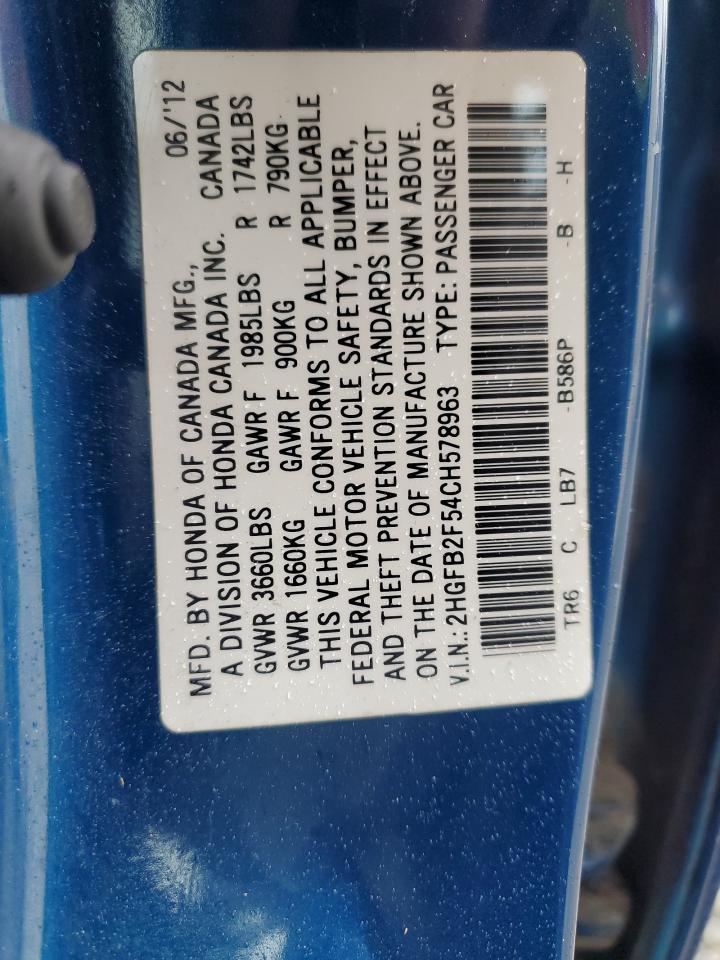 MFD. BY HONDA OF CANADA MFG., 06/'12
A DIVISION OF HONDA CANADA INC. CANADA
GVWR 3660LBS GAWR F 1985LBS R 1742LBS
GVWR 1660KG GAWR F 900KG R 790KG
THIS VEHICLE CONFORMS TO ALL APPLICABLE
FEDERAL MOTOR VEHICLE SAFETY, BUMPER,
AND THEFT PREVENTION STANDARDS IN EFFECT
ON THE DATE OF MANUFACTURE SHOWN ABOVE.
V.I.N.: 2HGFB2F54CH578963 TYPE: PASSENGER CAR
TR6 C LB7 -B586P -B -H